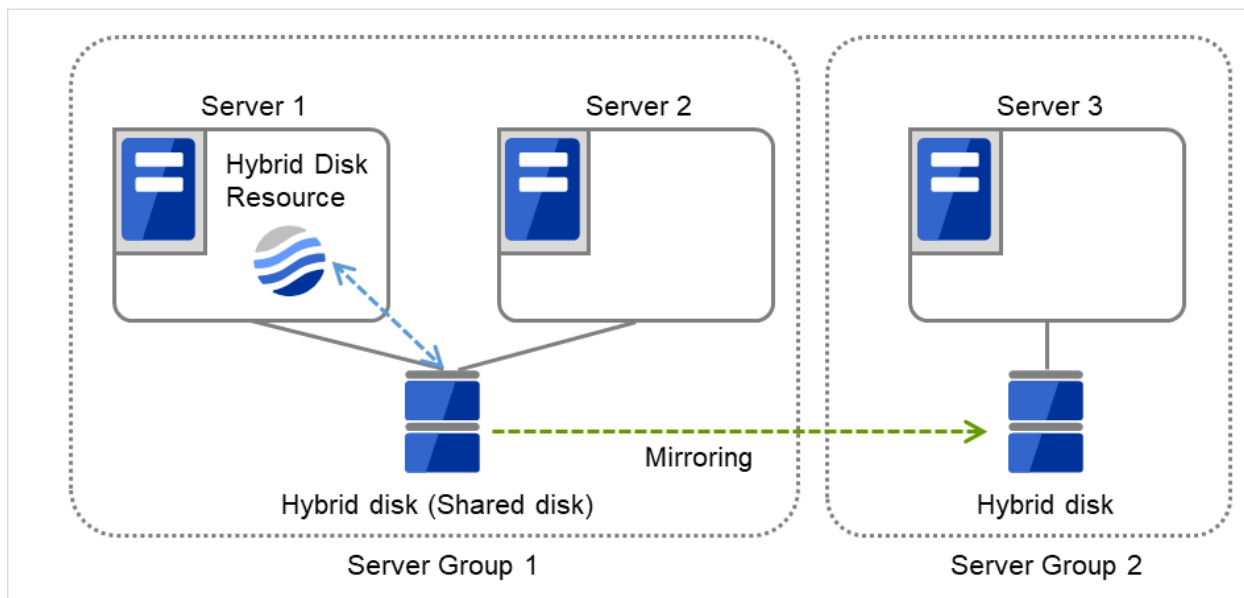 Server 1
Server 2
Server 3
Hybrid Disk
Resource
Mirroring
Hybrid disk (Shared disk)
Hybrid disk
Server Group 1
Server Group 2